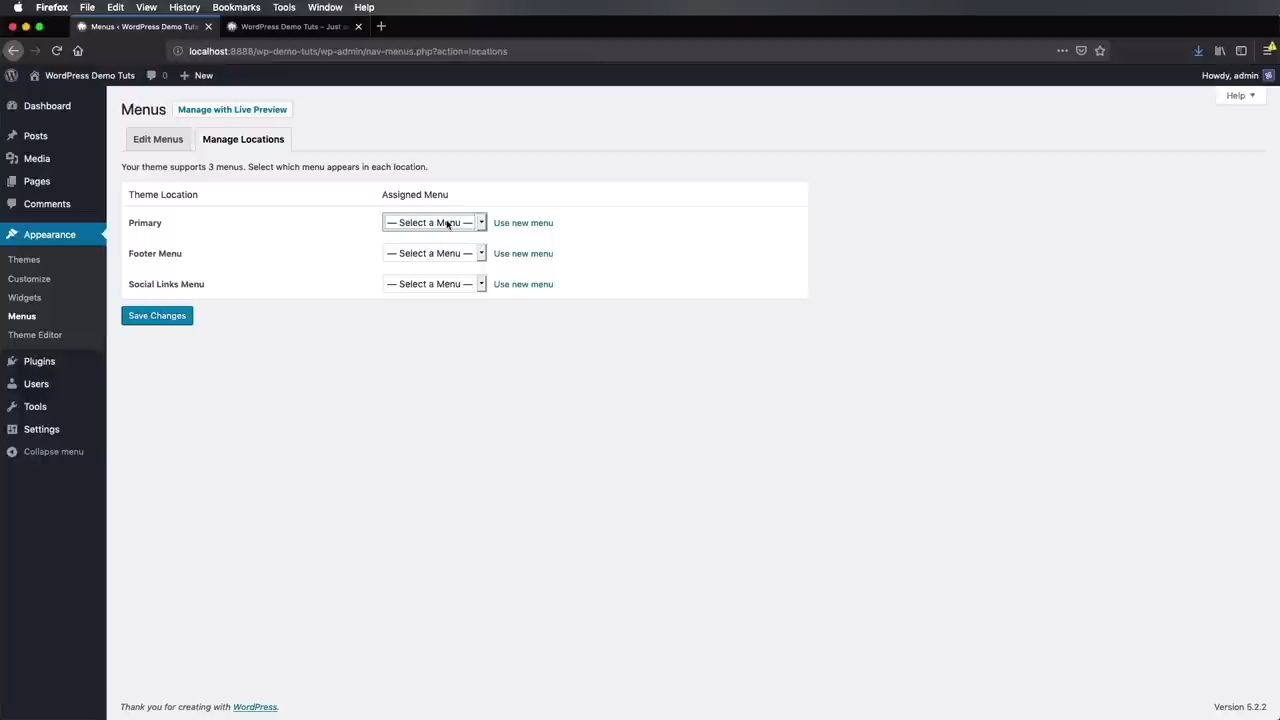 Firefox File Edit View History Bookmarks Tools Window Help
Menus ‹ WordPress Demo Tut
WordPress Demo Tuts – Just a
localhost:8888/wp-demo-tuts/wp-admin/nav-menus.php?action=locations
WordPress Demo Tuts 0 New
Howdy, admin
Help
Dashboard
Posts
Media
Pages
Comments
Appearance
Themes
Customize
Widgets
Menus
Theme Editor
Plugins
Users
Tools
Settings
Collapse menu
Menus Manage with Live Preview
Edit Menus Manage Locations
Your theme supports 3 menus. Select which menu appears in each location.
Theme Location Assigned Menu
Primary — Select a Menu — Use new menu
Footer Menu — Select a Menu — Use new menu
Social Links Menu — Select a Menu — Use new menu
Save Changes
Thank you for creating with WordPress.
Version 5.2.2